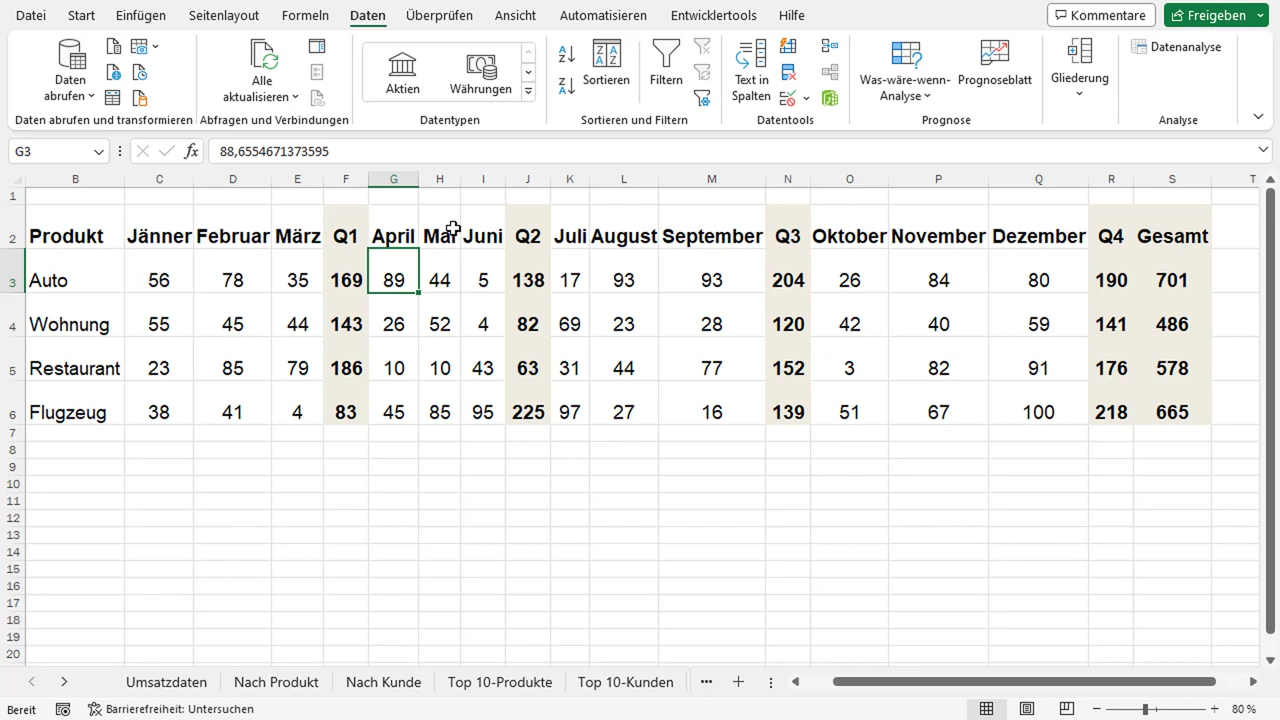 Datei Start Einfügen Seitenlayout Formeln Daten Überprüfen Ansicht Automatisieren Entwicklertools Hilfe Kommentare Freigeben
Daten abrufen
Alle aktualisieren
Aktien Währungen
Sortieren Filtern
Text in Spalten
Was-wäre-wenn-Analyse Prognoseblatt
Gliederung
Datenanalyse
Daten abrufen und transformieren Abfragen und Verbindungen Datentypen Sortieren und Filtern Datentools Prognose Analyse
G3 fx 88,6554671373595
B C D E F G H I J K L M N O P Q R S T
1
2 Produkt Jänner Februar März Q1 April Juni Q2 Juli August September Q3 Oktober November Dezember Q4 Gesamt
3 Auto 56 78 35 169 89 44 5 138 17 93 93 204 26 84 80 190 701
4 Wohnung 55 45 44 143 26 52 4 82 69 23 28 120 42 40 59 141 486
5 Restaurant 23 85 79 186 10 10 43 63 31 44 77 152 3 82 91 176 578
6 Flugzeug 38 41 4 83 45 85 95 225 97 27 16 139 51 67 100 218 665
7
8
9
10
11
12
13
14
15
16
17
18
19
20
Umsatzdaten Nach Produkt Nach Kunde Top 10-Produkte Top 10-Kunden
Bereit Barrierefreiheit: Untersuchen 80 %